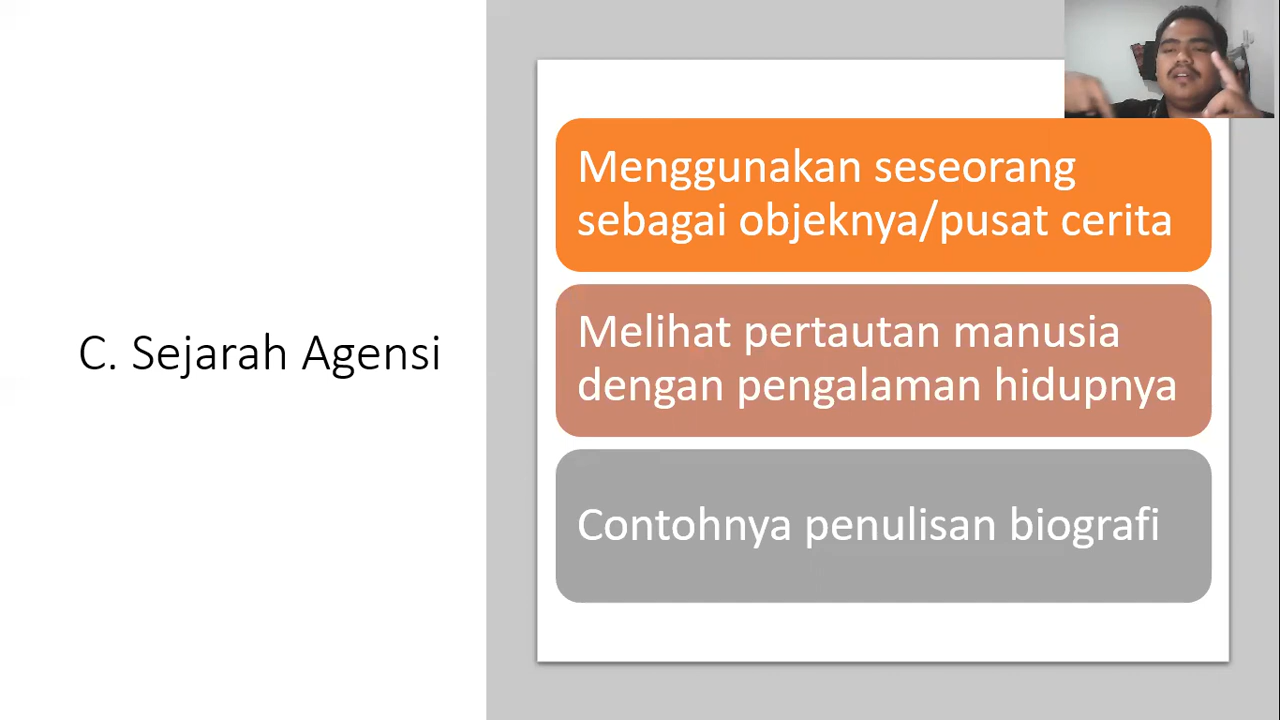 C. Sejarah Agensi
Menggunakan seseorang
sebagai objeknya/pusat cerita
Melihat pertautan manusia
dengan pengalaman hidupnya
Contohnya penulisan biografi